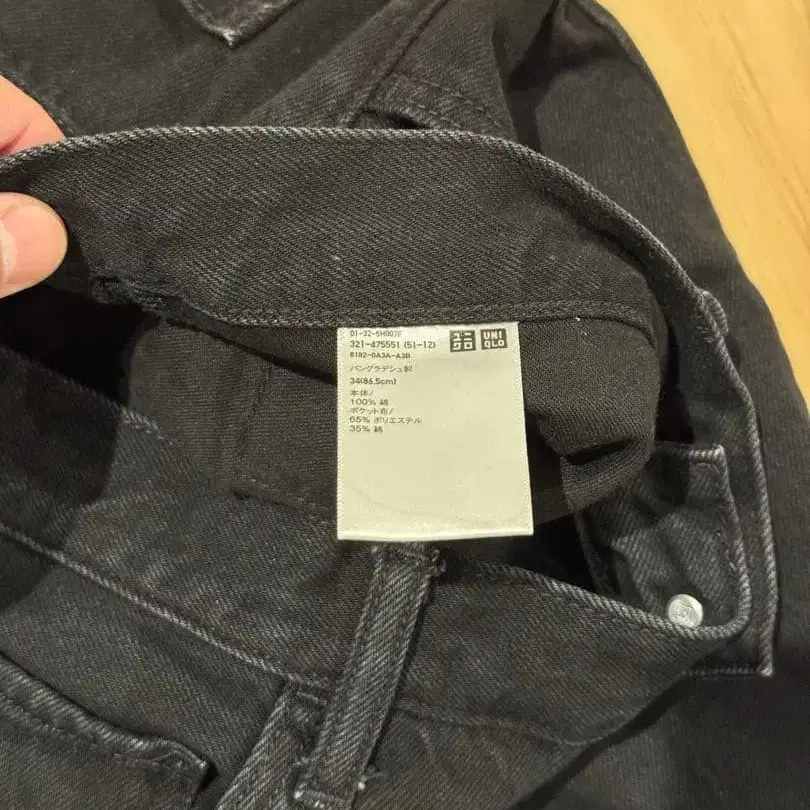 01-32-5H007F
321-475551 (51-12)
6182-0A3A-A3B
ユニクロ
UNIQLO
バングラデシュ製
34(86.5cm)
本体/
100% 綿
ポケット布/
65% ポリエステル
35% 綿